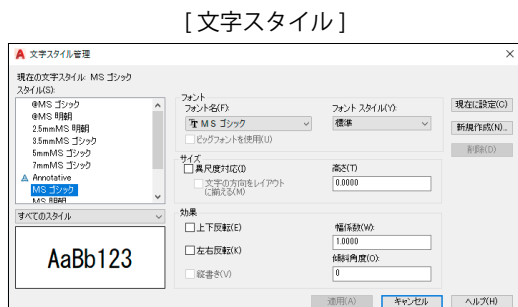 [ 文字スタイル ]
文字スタイル管理
現在の文字スタイル: MS ゴシック
スタイル(S):
@MS ゴシック
@MS 明朝
2.5mmMS 明朝
3.5mmMS ゴシック
5mmMS ゴシック
7mmMS ゴシック
Annotative
MS ゴシック
MS 明朝
すべてのスタイル
AaBb123
フォント
フォント名(F):
MS ゴシック
ビッグフォントを使用(U)
フォント スタイル(Y):
標準
サイズ
異尺度対応(I)
文字の方向をレイアウト
に揃える(M)
高さ(T)
0.0000
効果
上下反転(E)
左右反転(K)
縦書き(V)
幅係数(W):
1.0000
傾斜角度(O):
0
現在に設定(C)
新規作成(N)...
削除(D)
適用(A)
キャンセル
ヘルプ(H)